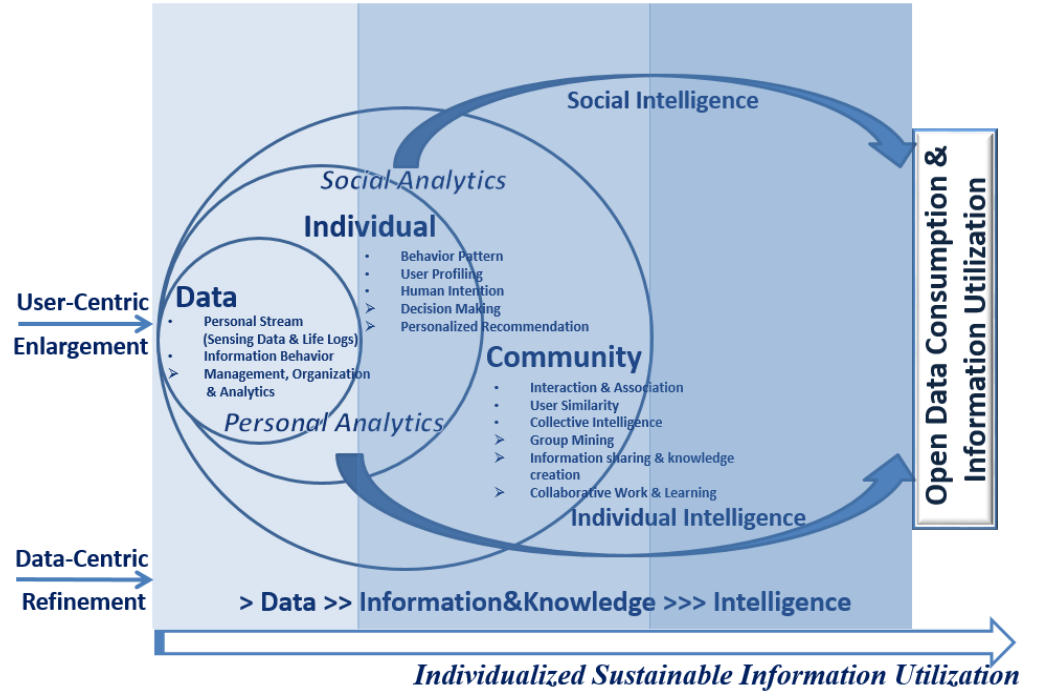 Social Intelligence
Social Analytics
Individual
• Behavior Pattern
• User Profiling
• Human Intention
➢ Decision Making
➢ Personalized Recommendation
User-Centric
Enlargement
Data
• Personal Stream
(Sensing Data & Life Logs)
• Information Behavior
➢ Management, Organization
& Analytics
Personal Analytics
Community
• Interaction & Association
• User Similarity
• Collective Intelligence
➢ Group Mining
➢ Information sharing & knowledge
creation
➢ Collaborative Work & Learning
Individual Intelligence
Open Data Consumption &
Information Utilization
Data-Centric
Refinement
> Data >> Information&Knowledge >>> Intelligence
Individualized Sustainable Information Utilization